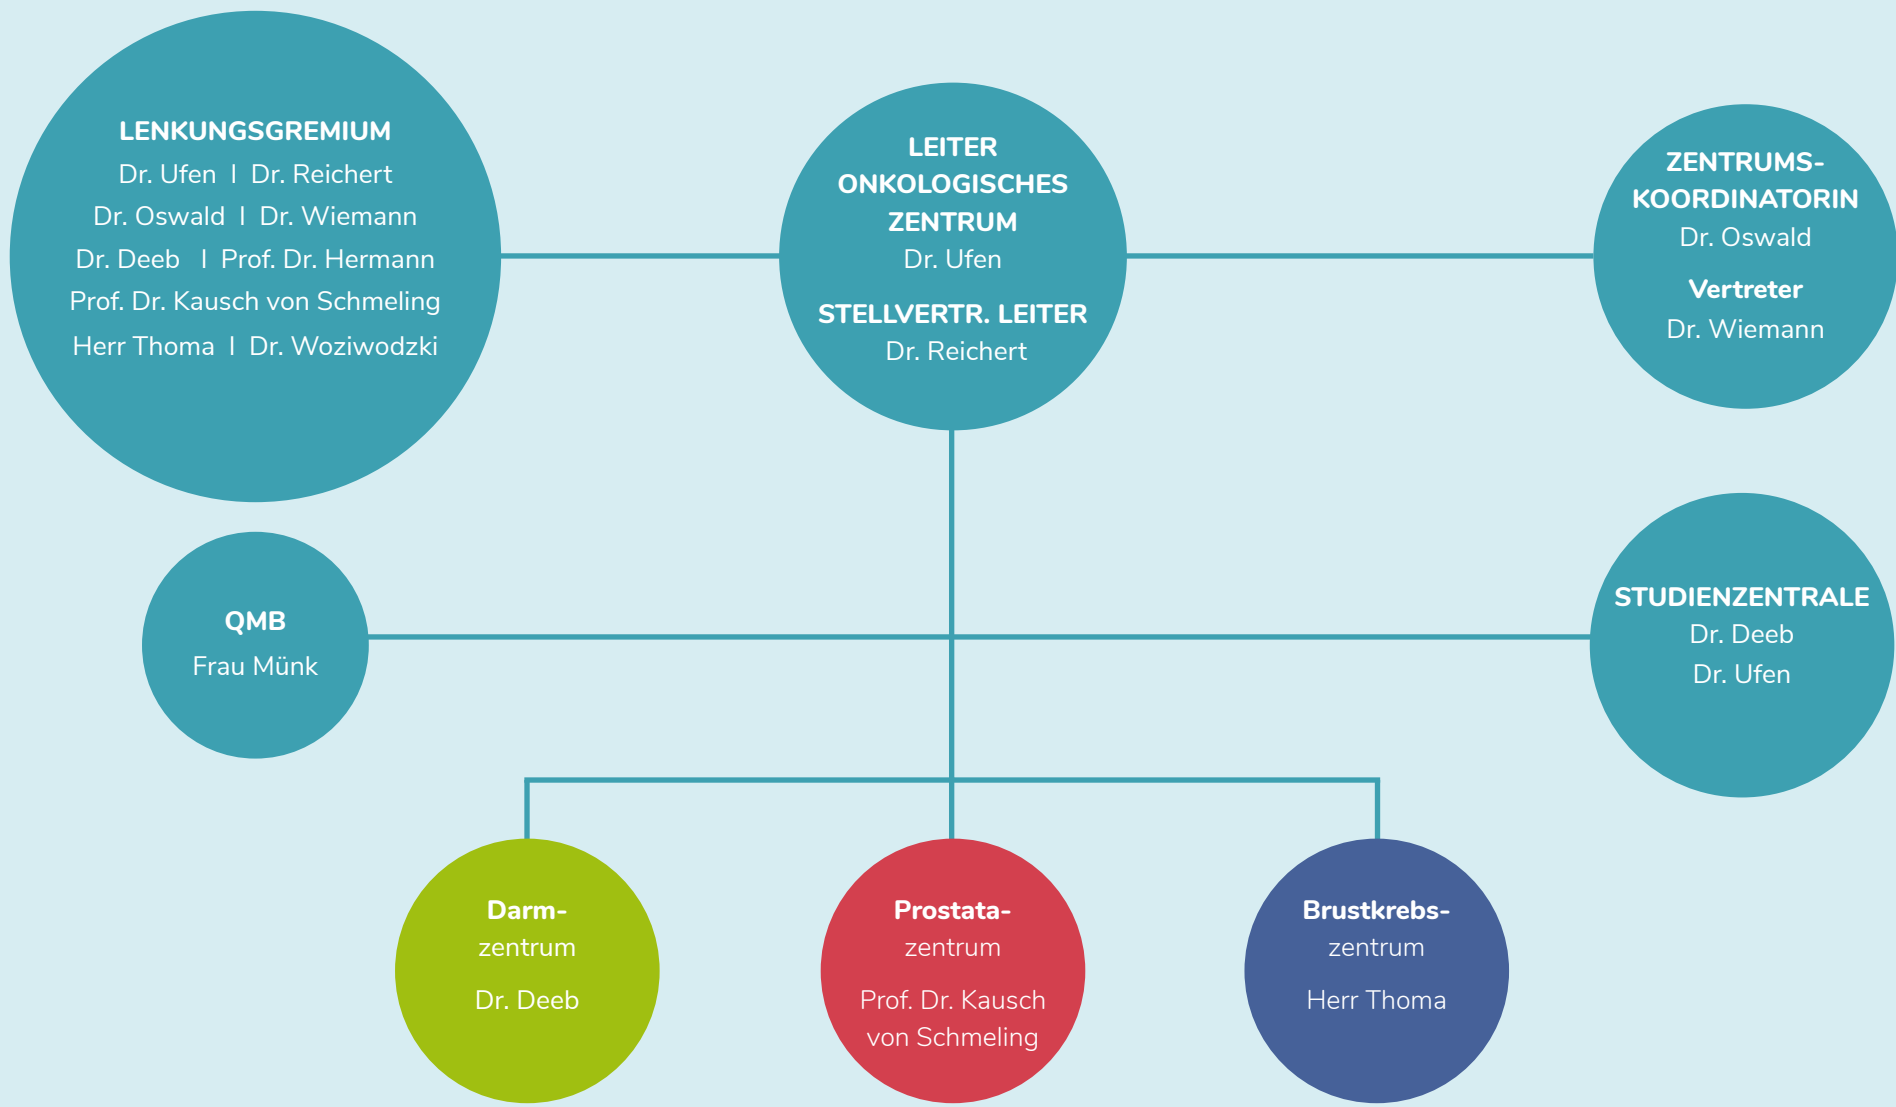 LENKUNGSGREMIUM
Dr. Ufen I Dr. Reichert
Dr. Oswald I Dr. Wiemann
Dr. Deeb I Prof. Dr. Hermann
Prof. Dr. Kausch von Schmeling
Herr Thoma I Dr. Woziwodzki
LEITER
ONKOLOGISCHES
ZENTRUM
Dr. Ufen
STELLVERTR. LEITER
Dr. Reichert
ZENTRUMS-
KOORDINATORIN
Dr. Oswald
Vertreter
Dr. Wiemann
QMB
Frau Münk
STUDIENZENTRALE
Dr. Deeb
Dr. Ufen
Darm-
zentrum
Dr. Deeb
Prostata-
zentrum
Prof. Dr. Kausch
von Schmeling
Brustkrebs-
zentrum
Herr Thoma